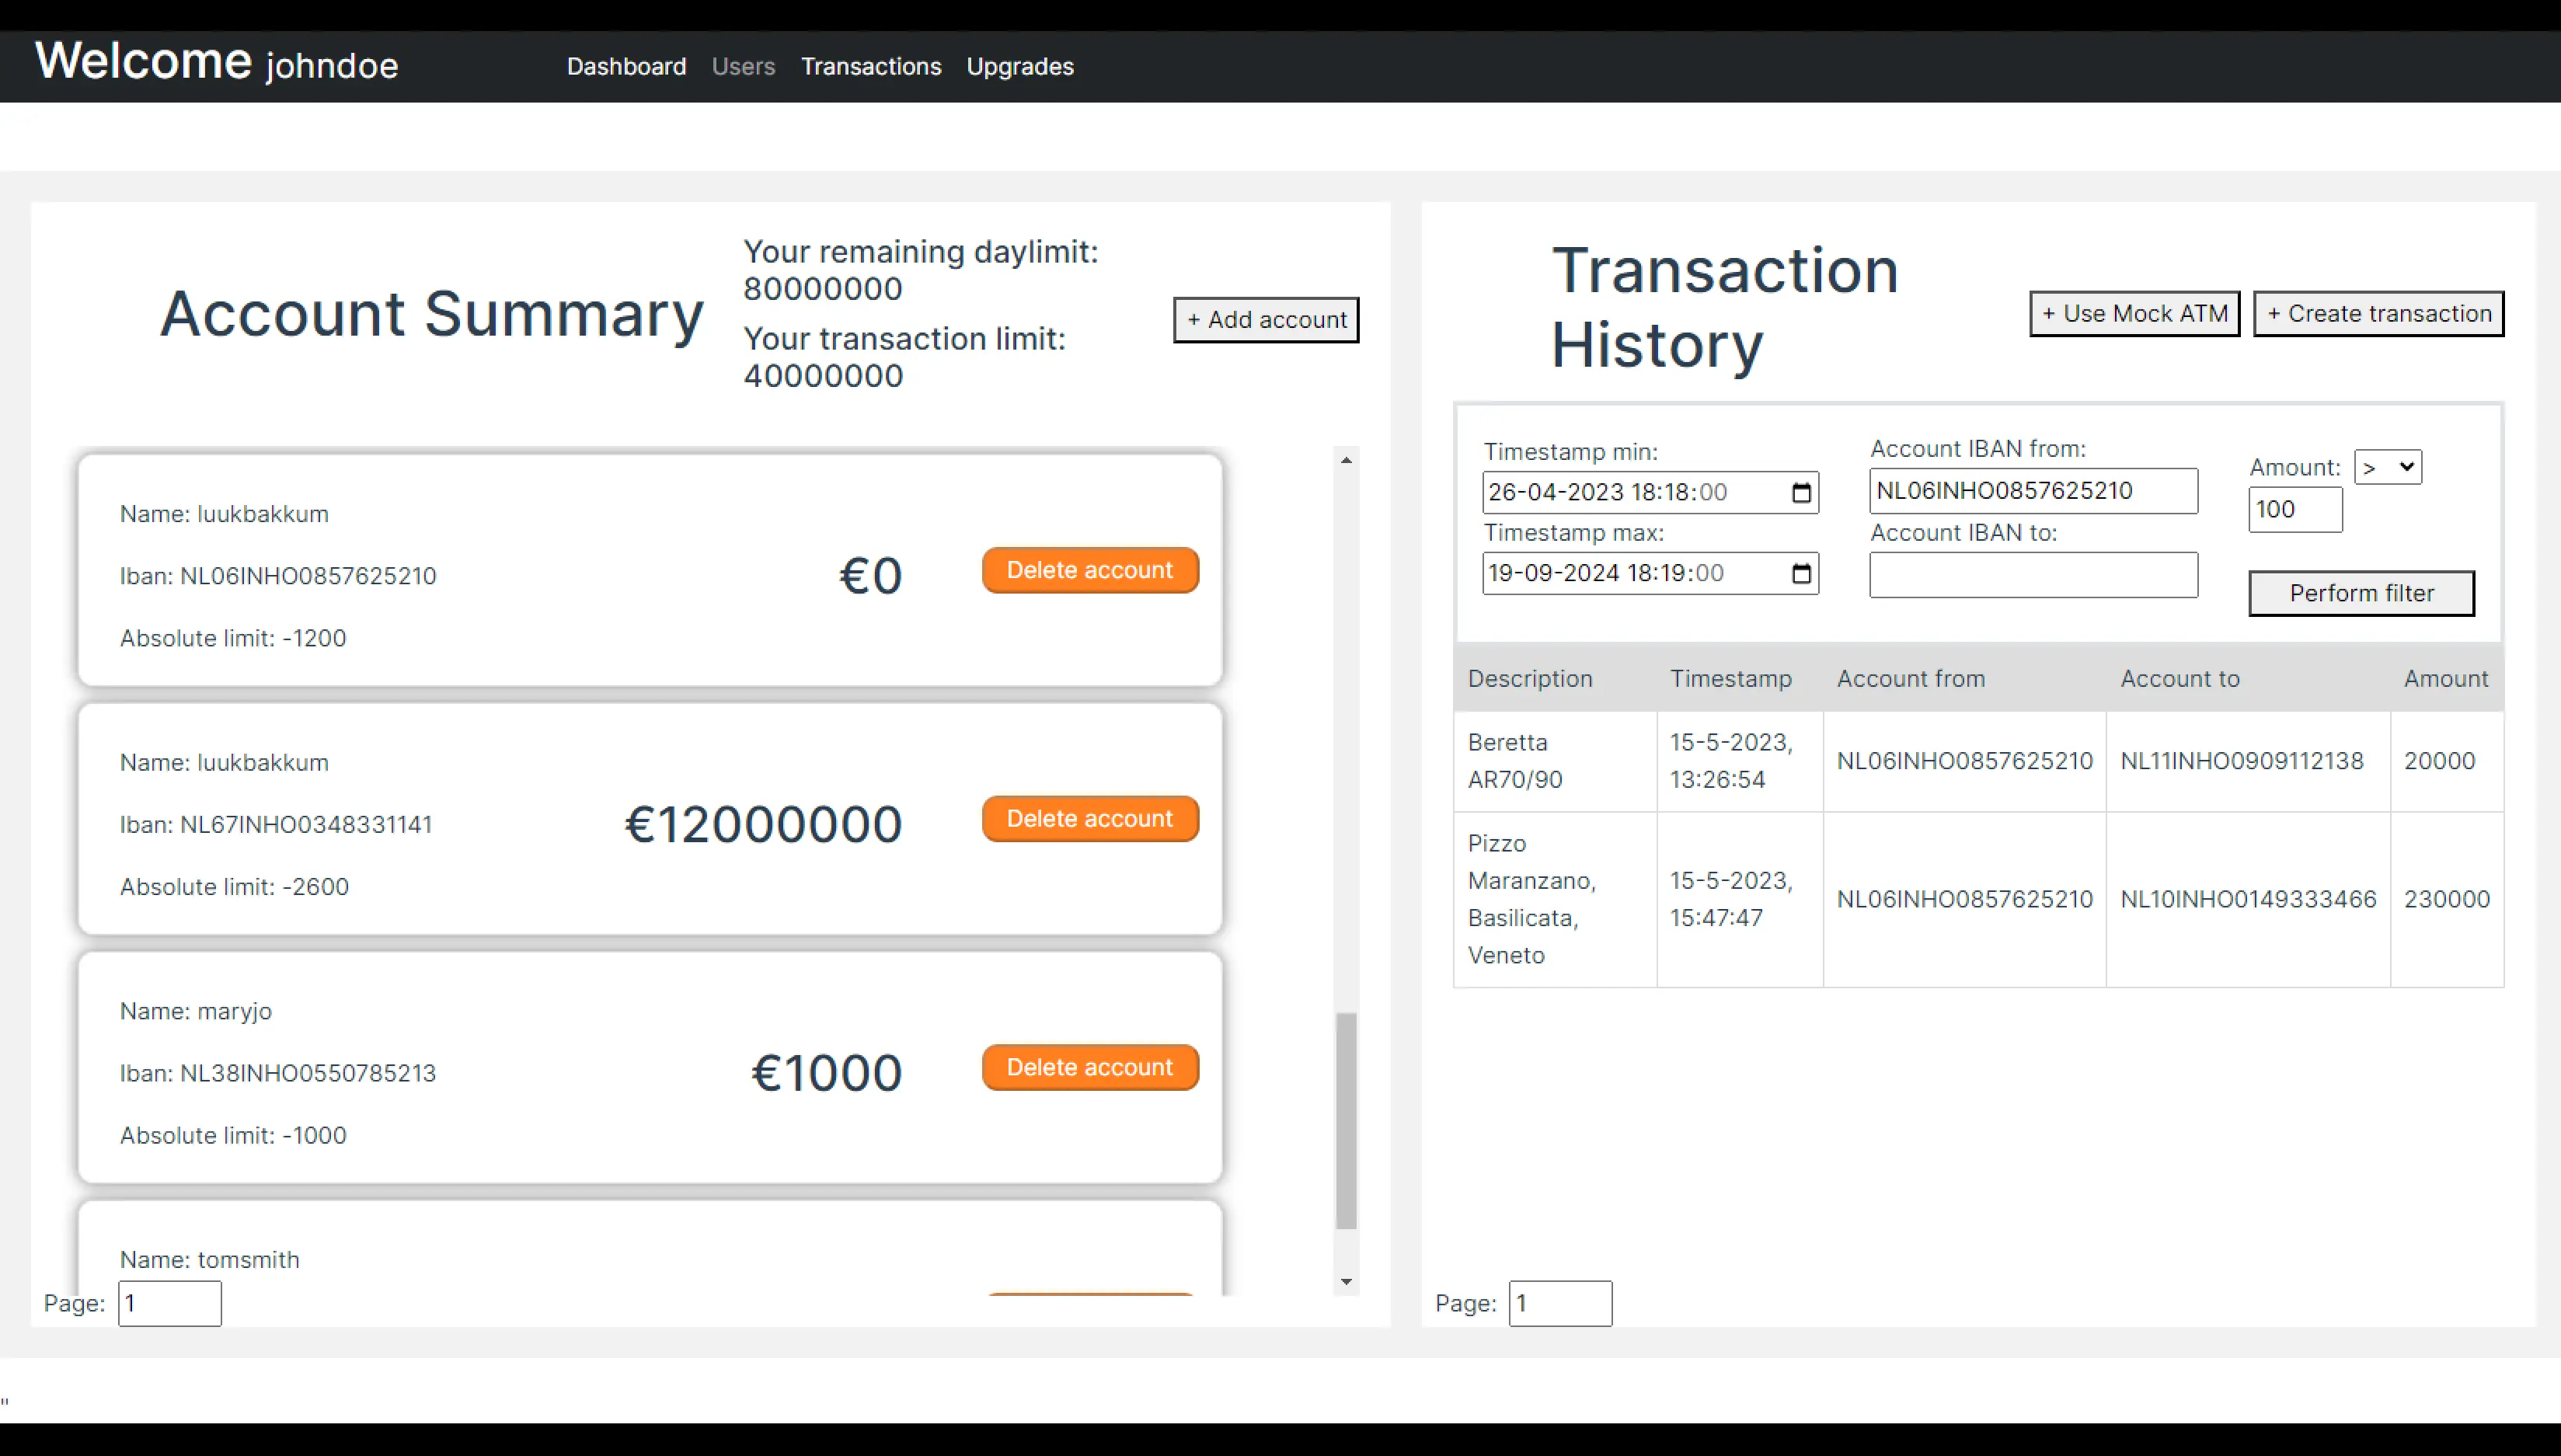 Welcome johndoe
Dashboard Users Transactions Upgrades
Account Summary
Your remaining daylimit:
80000000
Your transaction limit:
40000000
+ Add account
Name: luukbakkum
Iban: NL06INHO0857625210
Absolute limit: -1200
€0
Delete account
Name: luukbakkum
Iban: NL67INHO0348331141
Absolute limit: -2600
€12000000
Delete account
Name: maryjo
Iban: NL38INHO0550785213
Absolute limit: -1000
€1000
Delete account
Name: tomsmith
Page: 1
Transaction
History
+ Use Mock ATM
+ Create transaction
Timestamp min:
26-04-2023 18:18:00
Timestamp max:
19-09-2024 18:19:00
Account IBAN from:
NL06INHO0857625210
Account IBAN to:
Amount: >
100
Perform filter
Description Timestamp Account from Account to Amount
Beretta
AR70/90
15-5-2023,
13:26:54
NL06INHO0857625210
NL11INHO0909112138
20000
Pizzo
Maranzano,
Basilicata,
Veneto
15-5-2023,
15:47:47
NL06INHO0857625210
NL10INHO0149333466
230000
Page: 1
"